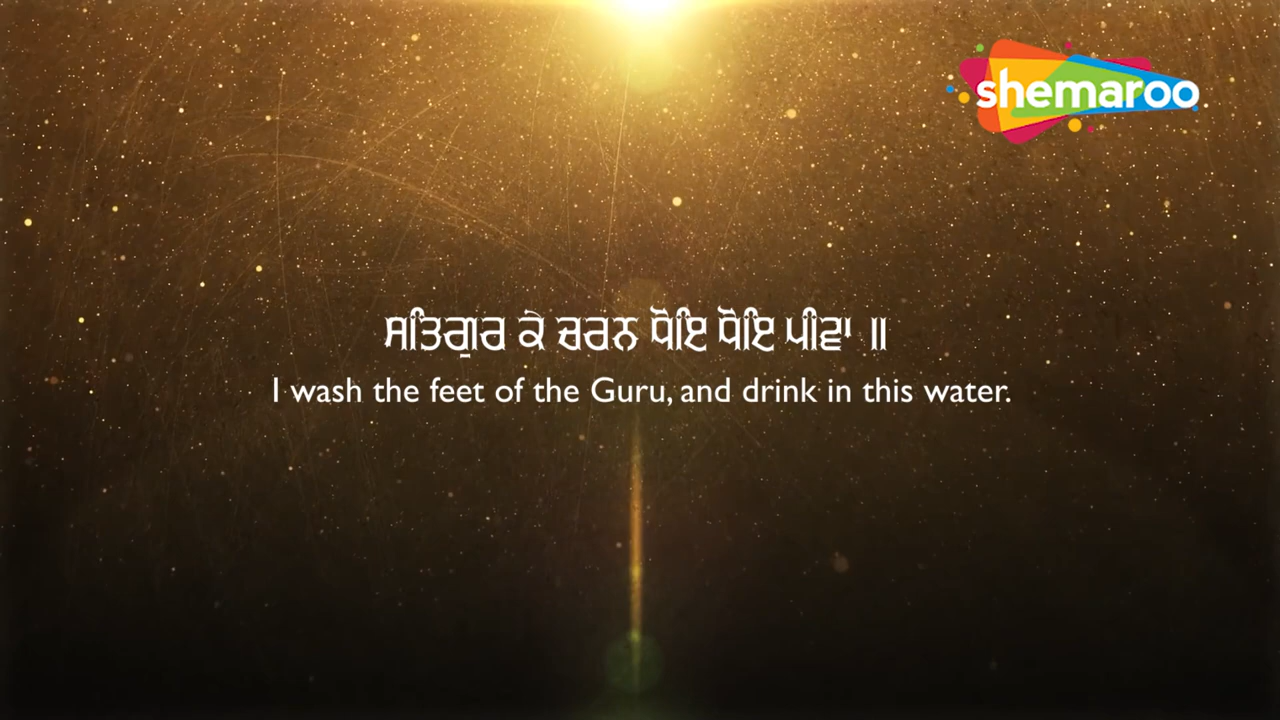 shemaroo
ਸਤਿਗੁਰ ਕੇ ਚਰਨ ਧੋਇ ਧੋਇ ਪੀਵਾ ॥
I wash the feet of the Guru, and drink in this water.